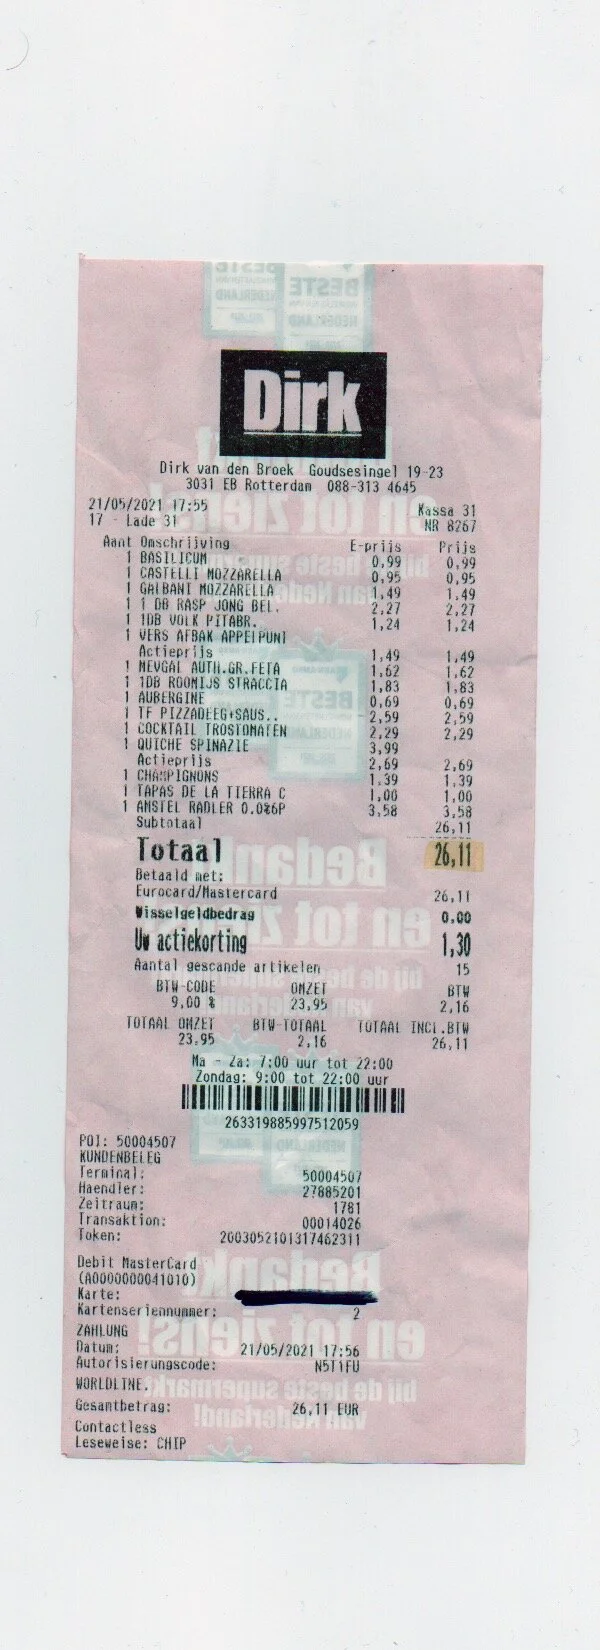 Dirk
Dirk van den Broek Goudsesingel 19-23
3031 EB Rotterdam 088-313 4645
21/05/2021 17:55 Kassa 31
17 - Lade 31 NR 8267
Aant Omschrijving E-prijs Prijs
1 BASILICUM 0,99 0,99
1 CASTELLI MOZZARELLA 0,95 0,95
1 GALBANI MOZZARELLA 1,49 1,49
1 1 DB RASP JONG BEL. 2,27 2,27
1 1DB VOLK PITABR. 1,24 1,24
1 VERS AFBAK APPELPUNT
Actieprijs 1,49 1,49
1 MEVGAL AUTH.GR.FETA 1,62 1,62
1 1DB ROOMIJS STRACCIA 1,83 1,83
1 AUBERGINE 0,69 0,69
1 TF PIZZADEEG+SAUS.. 2,59 2,59
1 COCKTAIL TROSTOMATEN 2,29 2,29
1 QUICHE SPINAZIE 3,99
Actieprijs 2,69 2,69
1 CHAMPIGNONS 1,39 1,39
1 TAPAS DE LA TIERRA C 1,00 1,00
1 AMSTEL RADLER 0.0%6P 3,58 3,58
Subtotaal 26,11
Totaal 26,11
Betaald met:
Eurocard/Mastercard 26,11
Wisselgeldbedrag 0,00
Uw actiekorting 1,30
Aantal gescande artikelen 15
BTW-CODE OMZET BTW
9,00 % 23,95 2,16
TOTAAL OMZET BTW-TOTAAL TOTAAL INCL.BTW
23,95 2,16 26,11
Ma - Za: 7:00 uur tot 22:00
Zondag: 9:00 tot 22:00 uur
263319885997512059
POI: 50004507
KUNDENBELEG
Terminal: 50004507
Haendler: 27885201
Zeitraum: 1781
Transaktion: 00014026
Token: 2003052101317462311
Debit MasterCard
(A0000000041010)
Karte:
Kartenseriennummer: 2
ZAHLUNG
Datum: 21/05/2021 17:56
Autorisierungscode: N5T1FU
WORLDLINE.
Gesamtbetrag: 26,11 EUR
Contactless
Leseweise: CHIP